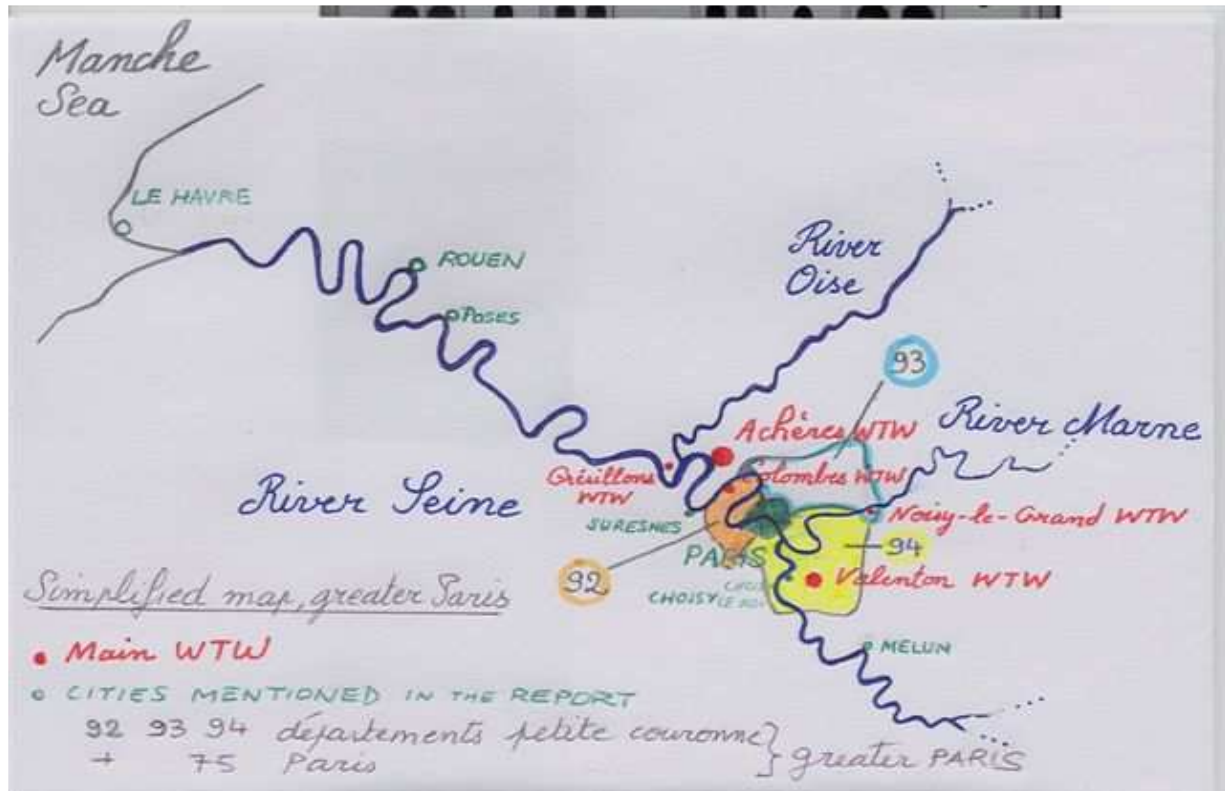 Manche
Sea
LE HAVRE
ROUEN
POSES
River
Oise
93
River Marne
Achères WTW
Colombes WTW
Grésillons
WTW
River Seine
SURESNES
Noisy-le-Grand WTW
PARIS
94
92
Valenton WTW
CHOISY LE ROI
MELUN
Simplified map, greater Paris
Main WTW
CITIES MENTIONED IN THE REPORT
92 93 94 départements petite couronne
+ 75 Paris
greater PARIS